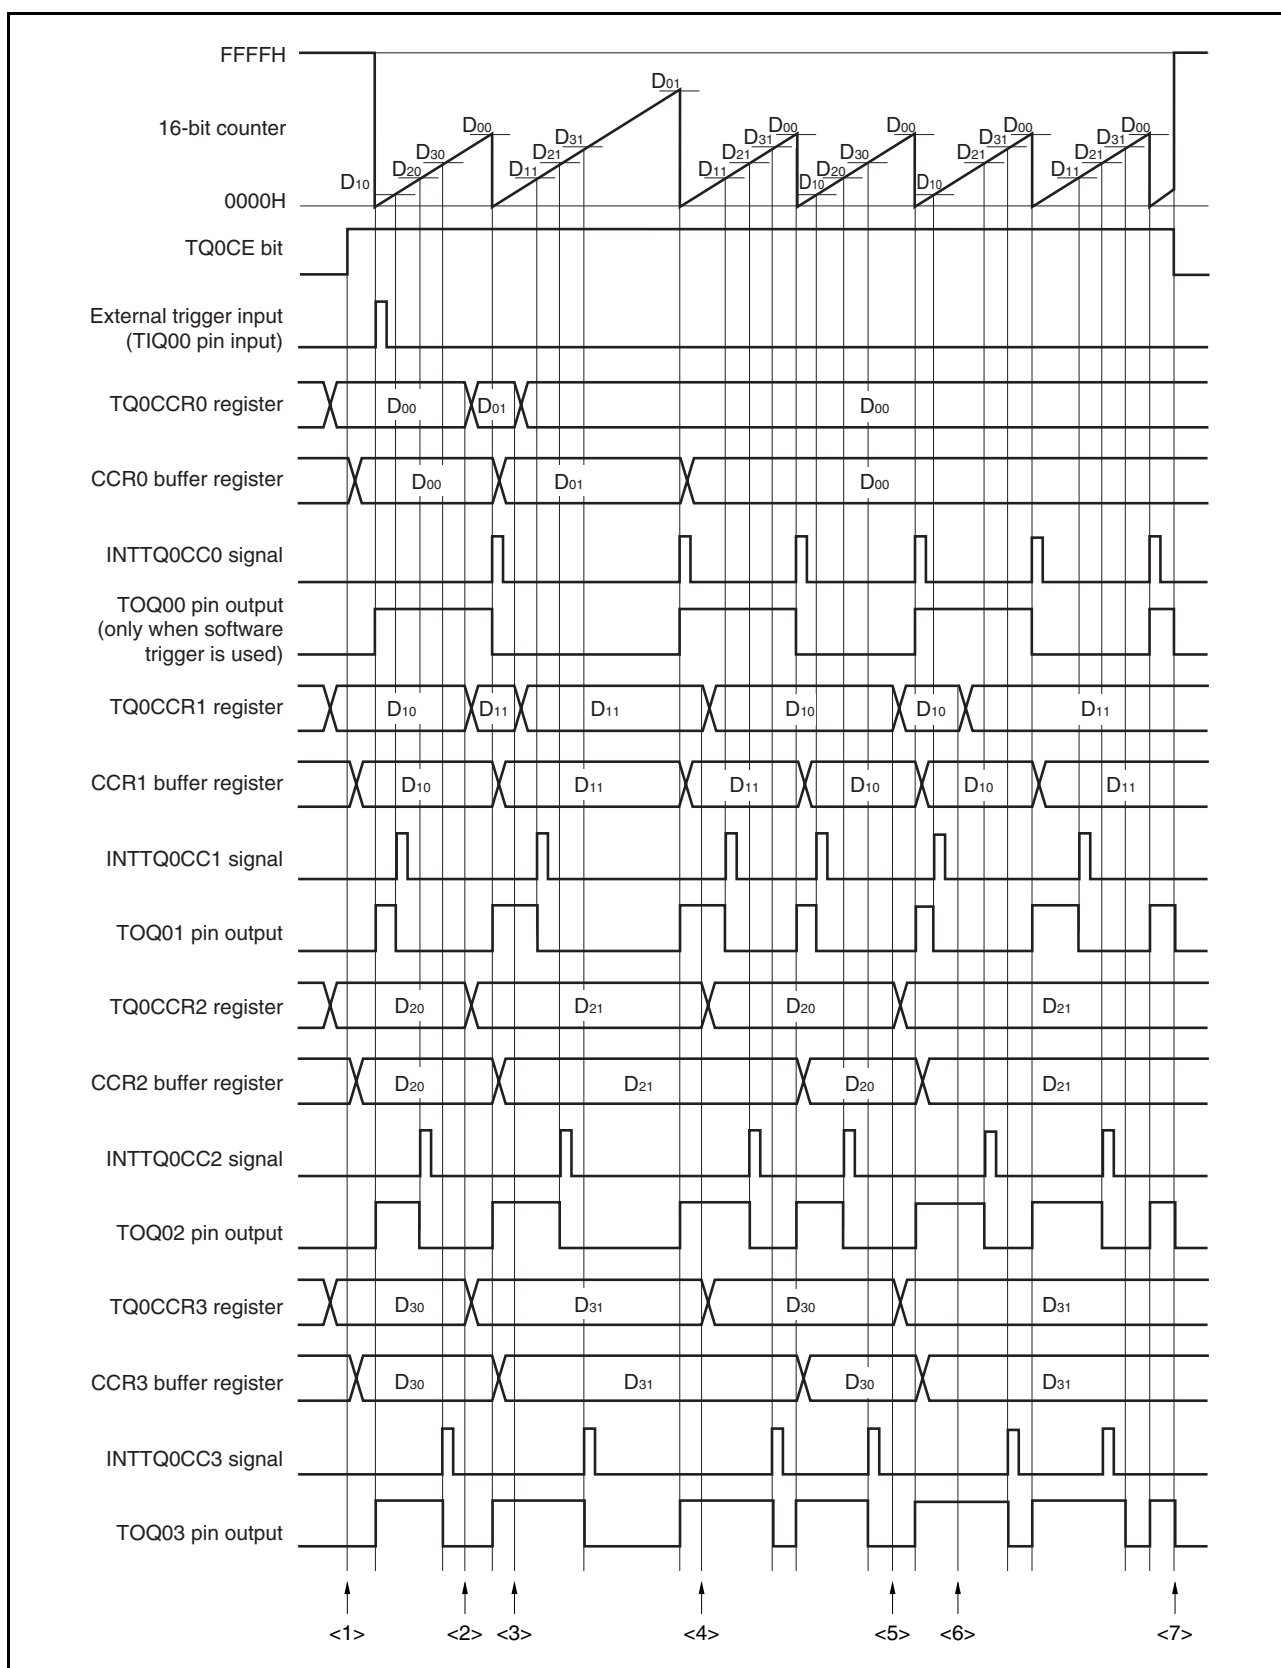 FFFFH
D01
16-bit counter
D00
D30
D20
D10
D31
D21
D11
D00
D31
D21
D11
D00
D30
D20
D10
D00
D31
D21
D10
D00
D31
D21
D11
0000H
TQ0CE bit
External trigger input
(TIQ00 pin input)
TQ0CCR0 register
D00
D01
D00
CCR0 buffer register
D00
D01
D00
INTTQ0CC0 signal
TOQ00 pin output
(only when software
trigger is used)
TQ0CCR1 register
D10
D11
D11
D10
D10
D11
CCR1 buffer register
D10
D11
D11
D10
D10
D11
INTTQ0CC1 signal
TOQ01 pin output
TQ0CCR2 register
D20
D21
D20
D21
CCR2 buffer register
D20
D21
D20
D21
INTTQ0CC2 signal
TOQ02 pin output
TQ0CCR3 register
D30
D31
D30
D31
CCR3 buffer register
D30
D31
D30
D31
INTTQ0CC3 signal
TOQ03 pin output
<1>
<2>
<3>
<4>
<5>
<6>
<7>